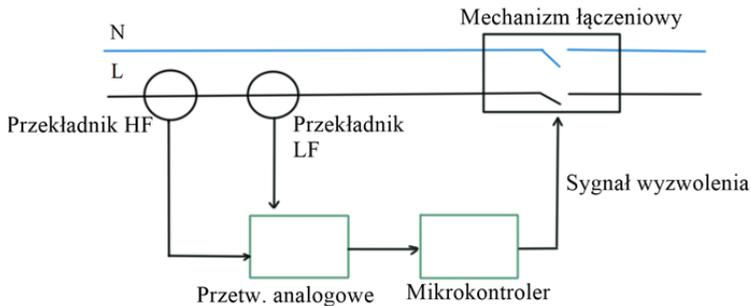 Mechanizm łączeniowy
N
L
Przekładnik HF
Przekładnik
LF
Sygnał wyzwolenia
Przetw. analogowe
Mikrokontroler